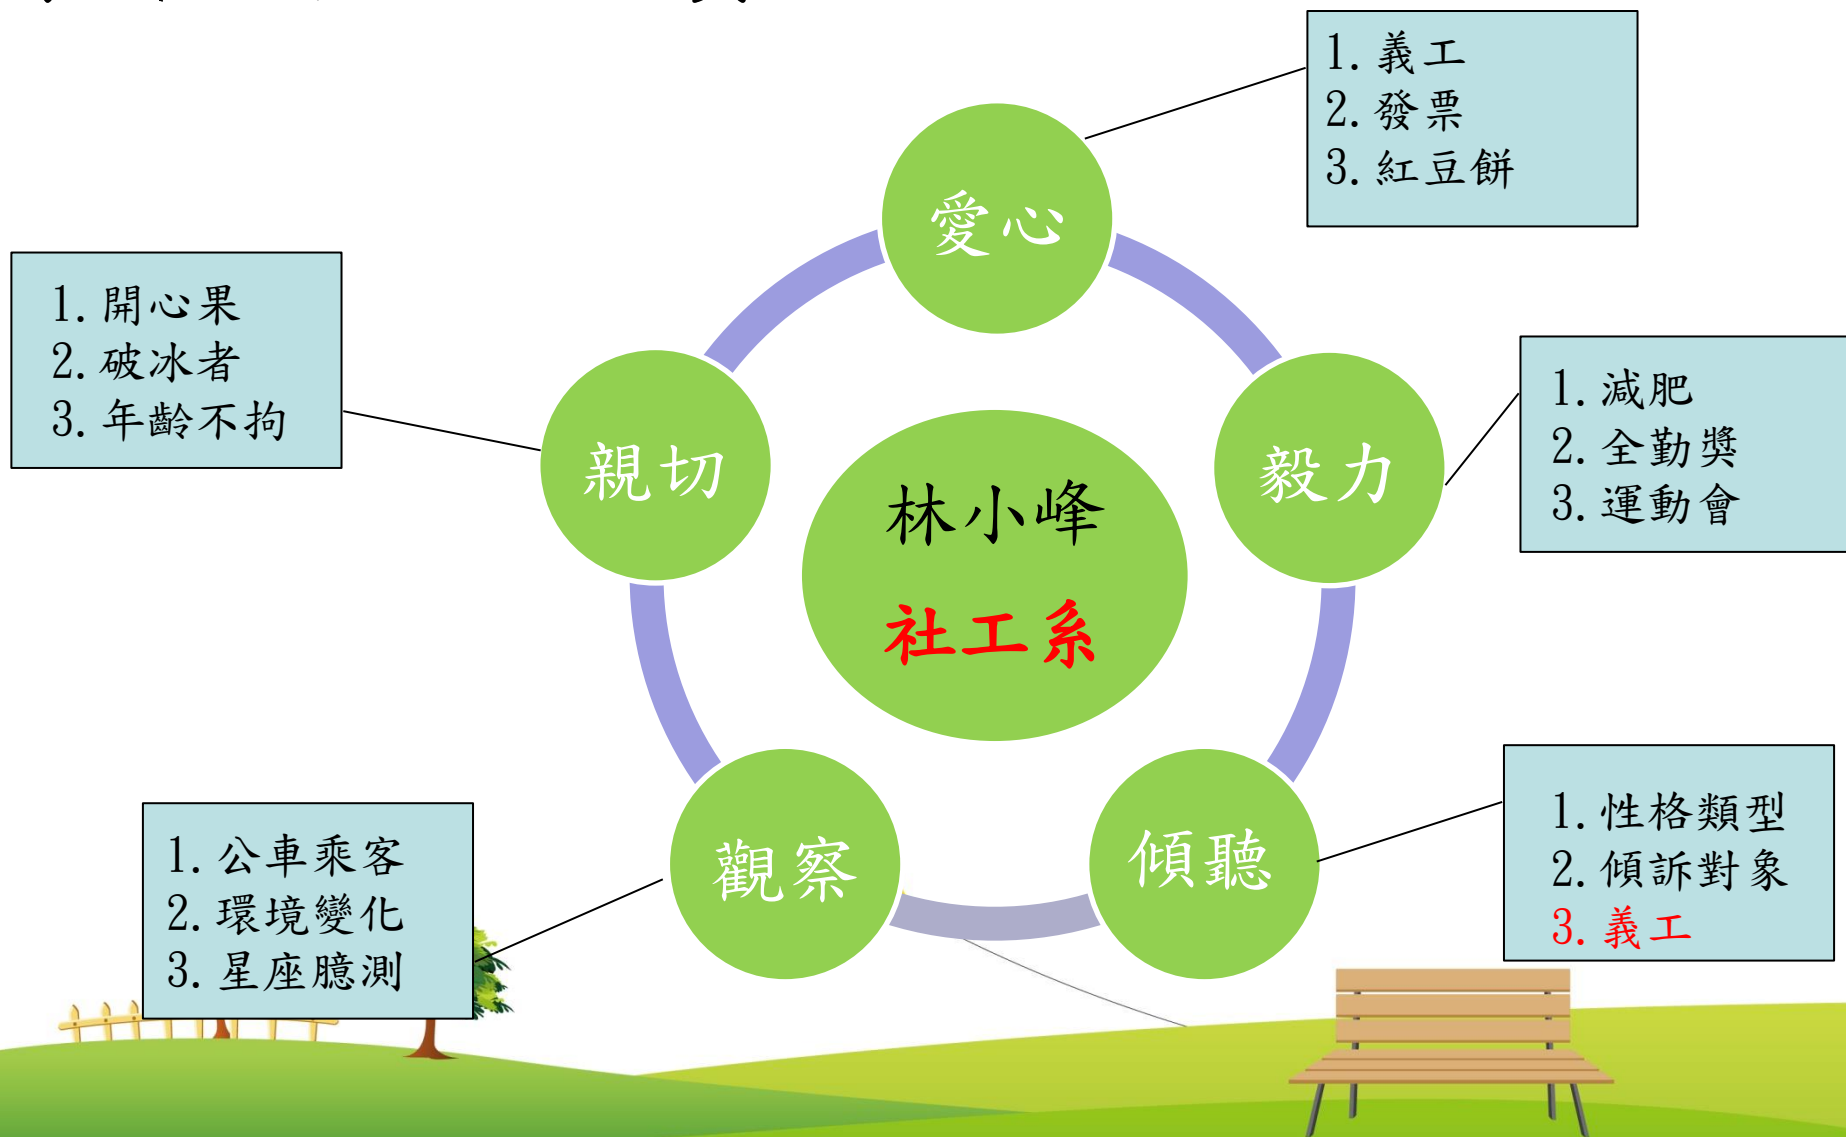 1.義工
2.發票
3.紅豆餅
愛心
1.開心果
2.破冰者
3.年齡不拘
親切
毅力
1.減肥
2.全勤獎
3.運動會
林小峰
社工系
觀察
傾聽
1.性格類型
2.傾訴對象
3.義工
1.公車乘客
2.環境變化
3.星座臆測